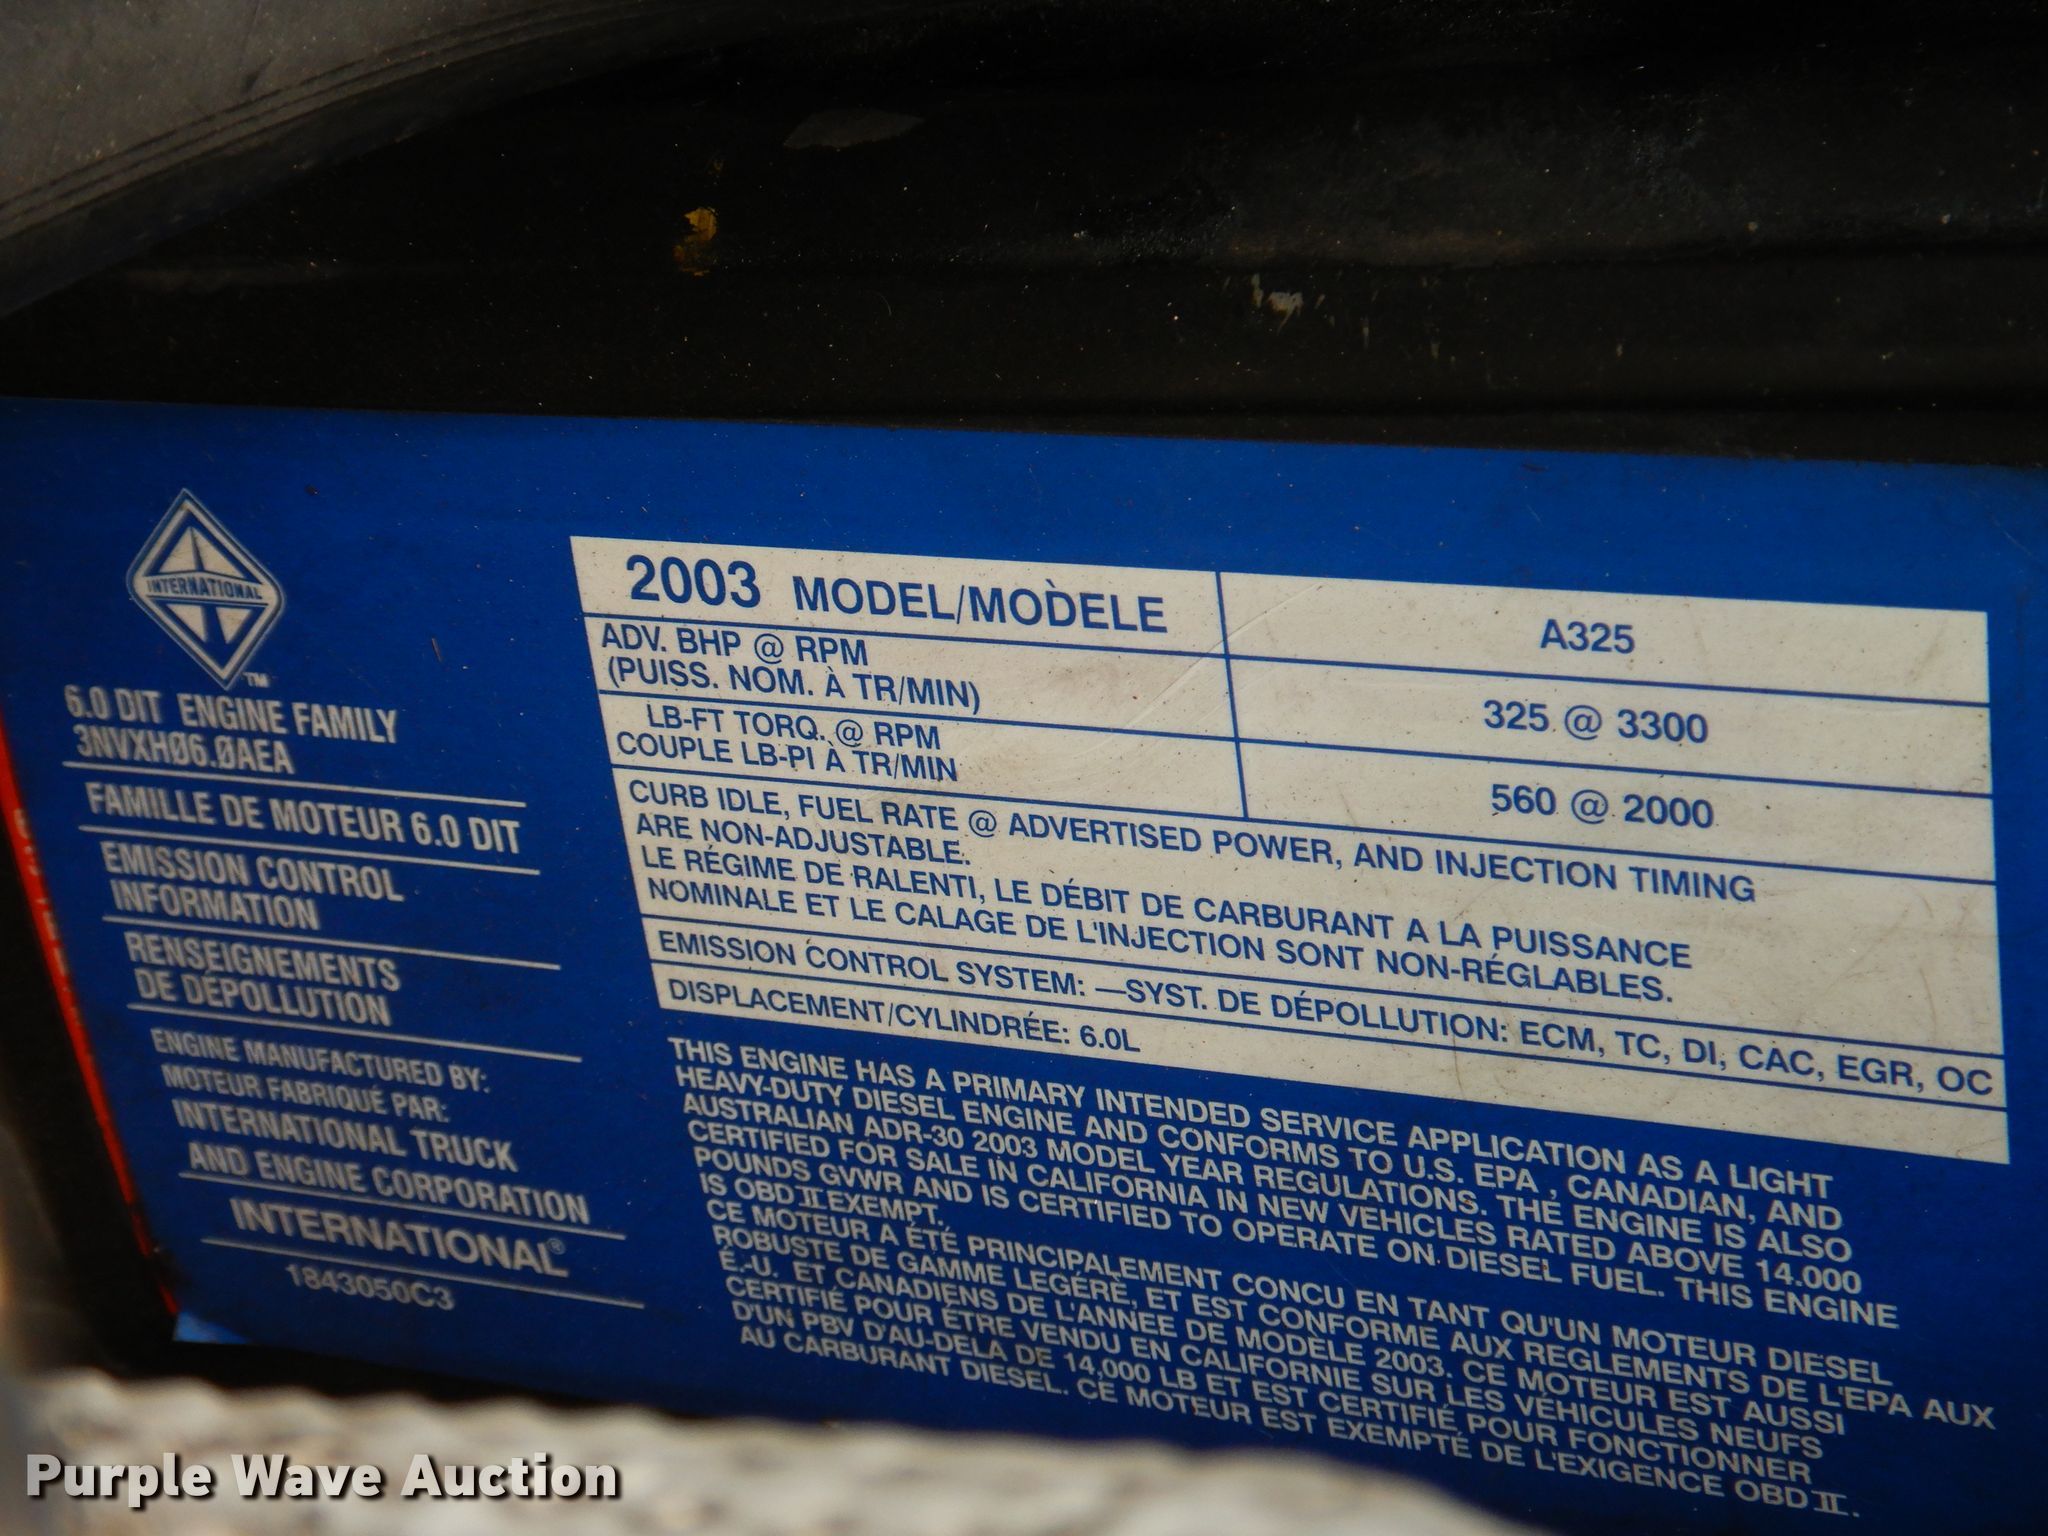 INTERNATIONAL
TM
6.0 DIT ENGINE FAMILY
3NVXHØ6.ØAEA
FAMILLE DE MOTEUR 6.0 DIT
EMISSION CONTROL
INFORMATION
RENSEIGNEMENTS
DE DÉPOLLUTION
ENGINE MANUFACTURED BY:
MOTEUR FABRIQUÉ PAR:
INTERNATIONAL TRUCK
AND ENGINE CORPORATION
INTERNATIONAL®
1843050C3
2003 MODEL/MODÈLE A325
ADV. BHP @ RPM
(PUISS. NOM. À TR/MIN) 325 @ 3300
LB-FT TORQ. @ RPM
COUPLE LB-PI À TR/MIN 560 @ 2000
CURB IDLE, FUEL RATE @ ADVERTISED POWER, AND INJECTION TIMING
ARE NON-ADJUSTABLE.
LE RÉGIME DE RALENTI, LE DÉBIT DE CARBURANT A LA PUISSANCE
NOMINALE ET LE CALAGE DE L'INJECTION SONT NON-RÉGLABLES.
EMISSION CONTROL SYSTEM: —SYST. DE DÉPOLLUTION: ECM, TC, DI, CAC, EGR, OC
DISPLACEMENT/CYLINDRÉE: 6.0L
THIS ENGINE HAS A PRIMARY INTENDED SERVICE APPLICATION AS A LIGHT
HEAVY-DUTY DIESEL ENGINE AND CONFORMS TO U.S. EPA , CANADIAN, AND
AUSTRALIAN ADR-30 2003 MODEL YEAR REGULATIONS. THE ENGINE IS ALSO
CERTIFIED FOR SALE IN CALIFORNIA IN NEW VEHICLES RATED ABOVE 14.000
POUNDS GVWR AND IS CERTIFIED TO OPERATE ON DIESEL FUEL. THIS ENGINE
IS OBD II EXEMPT.
CE MOTEUR A ÉTÉ PRINCIPALEMENT CONCU EN TANT QU'UN MOTEUR DIESEL
ROBUSTE DE GAMME LEGÉRE, ET EST CONFORME AUX REGLEMENTS DE L'EPA AUX
É.-U. ET CANADIENS DE L'ANNÉE DE MODÈLE 2003. CE MOTEUR EST AUSSI
CERTIFIÉ POUR ÊTRE VENDU EN CALIFORNIE SUR LES VÉHICULES NEUFS
D'UN PBV D'AU-DELA DE 14,000 LB ET EST CERTIFIÉ POUR FONCTIONNER
AU CARBURANT DIESEL. CE MOTEUR EST EXEMPTÉ DE L'EXIGENCE OBD II.
Purple Wave Auction